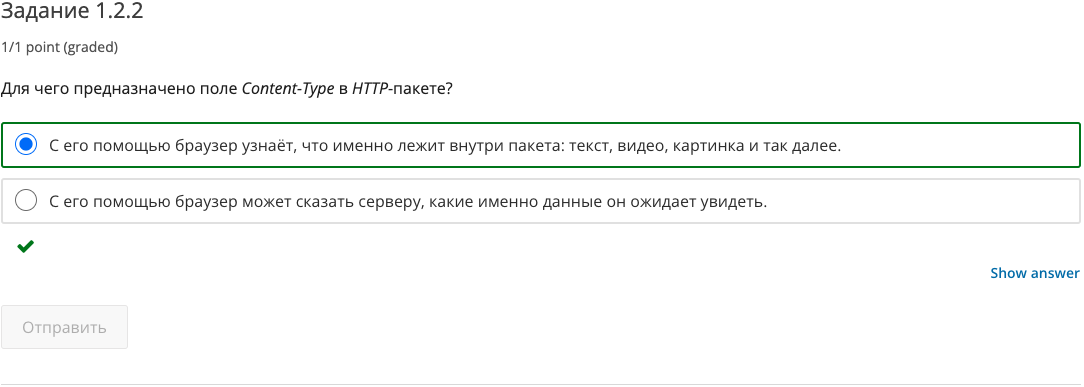 Задание 1.2.2
1/1 point (graded)
Для чего предназначено поле Content-Type в HTTP-пакете?
С его помощью браузер узнаёт, что именно лежит внутри пакета: текст, видео, картинка и так далее.
С его помощью браузер может сказать серверу, какие именно данные он ожидает увидеть.
Show answer
Отправить